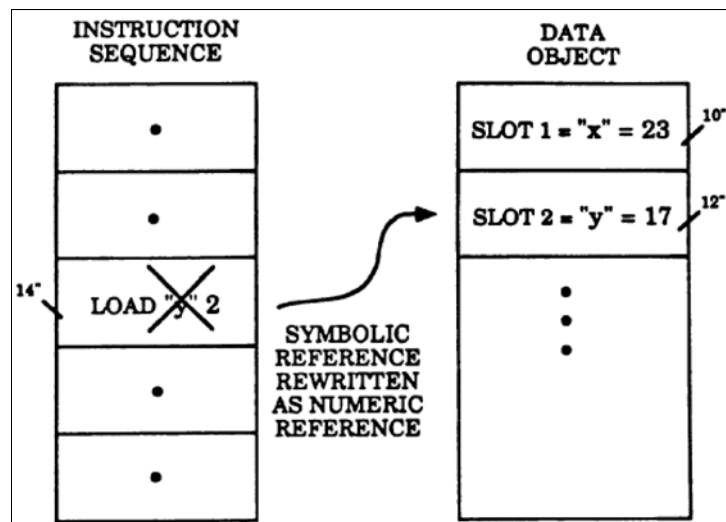 INSTRUCTION
SEQUENCE
DATA
OBJECT
SLOT 1 = "x" = 23
10"
SLOT 2 = "y" = 17
12"
14"
LOAD "y" 2
SYMBOLIC
REFERENCE
REWRITTEN
AS NUMERIC
REFERENCE